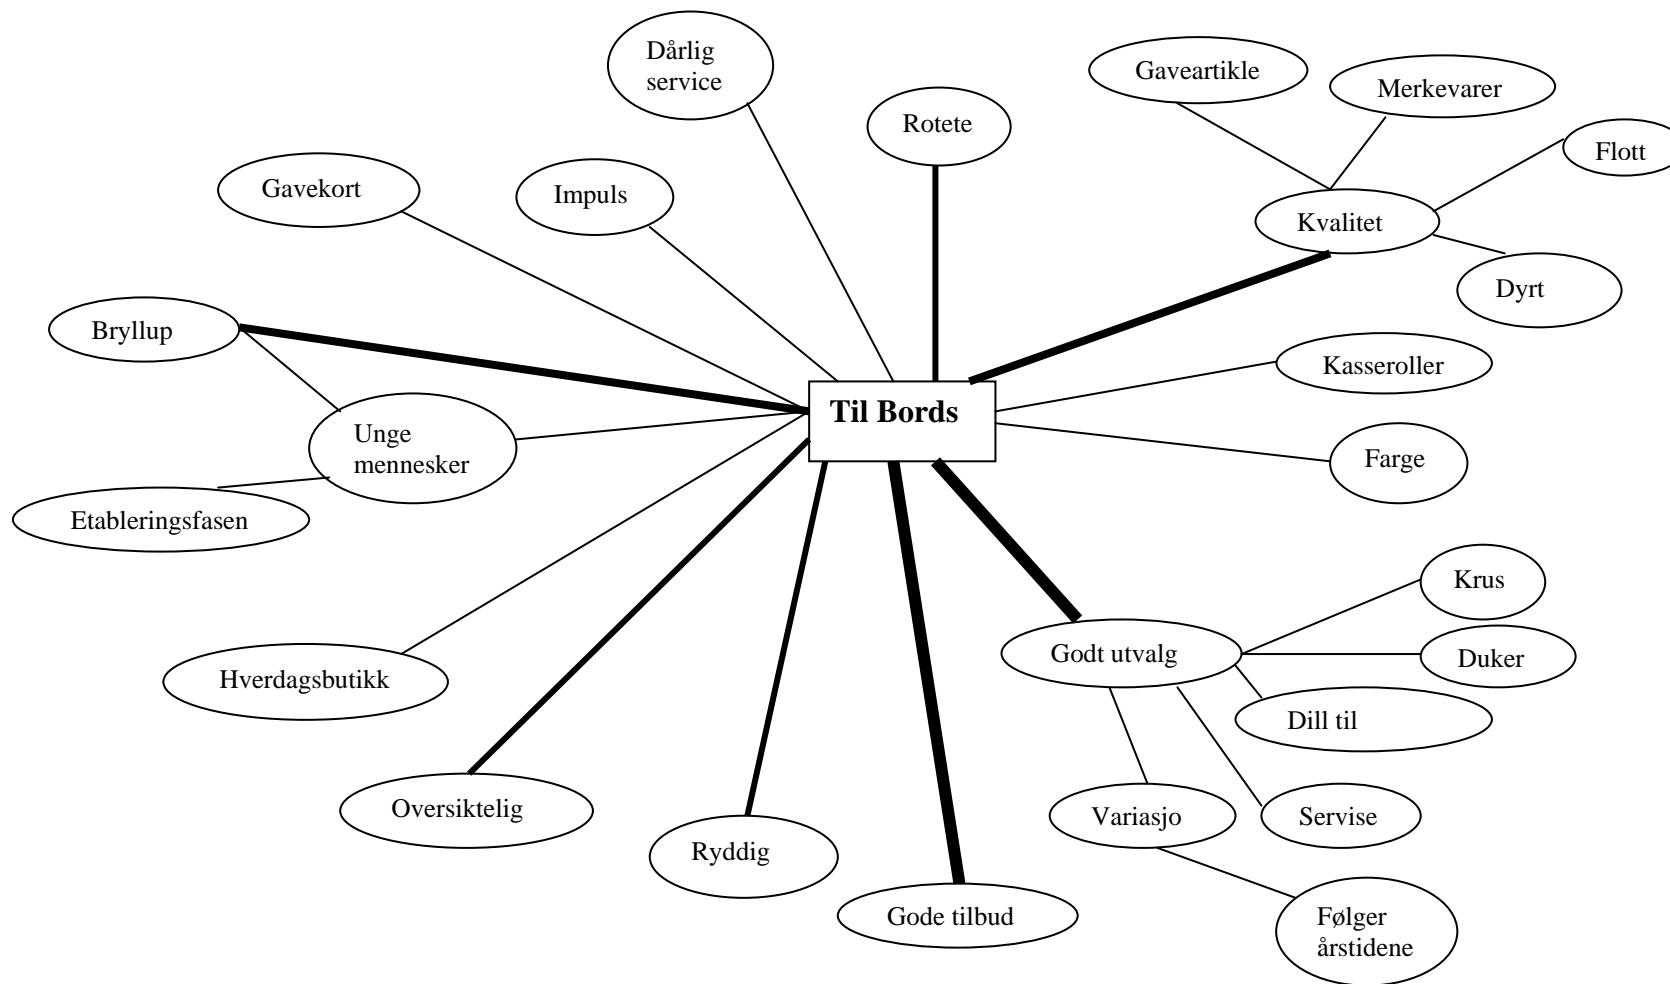 Dårlig
service
Gaveartikle
Merkevarer
Rotete
Flott
Gavekort
Impuls
Kvalitet
Dyrt
Bryllup
Kasseroller
Til Bords
Unge
mennesker
Farge
Etableringsfasen
Krus
Godt utvalg
Duker
Hverdagsbutikk
Dill til
Oversiktelig
Variasjo
Servise
Ryddig
Gode tilbud
Følger
årstidene